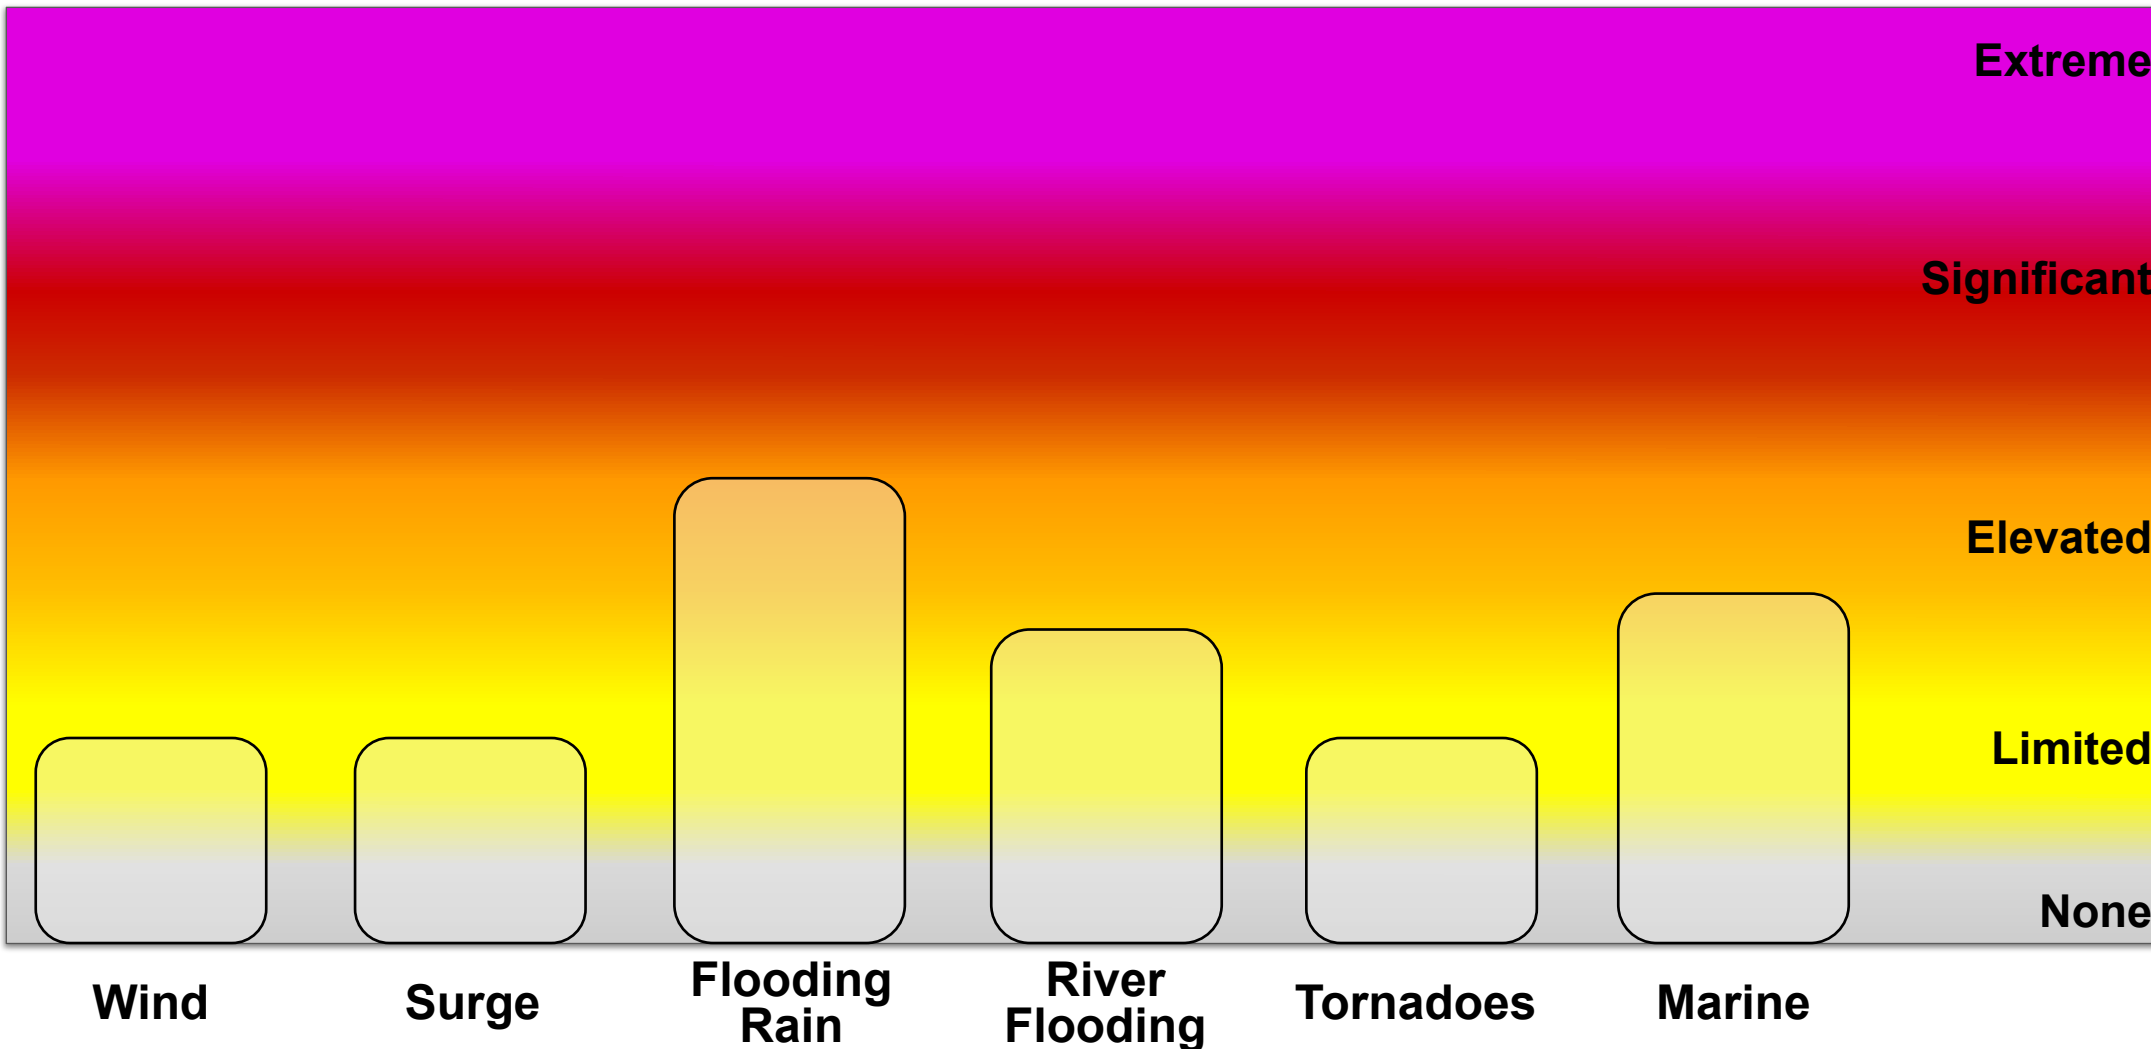 Extreme
Significant
Elevated
Limited
None
Wind
Surge
Flooding
Rain
River
Flooding
Tornadoes
Marine